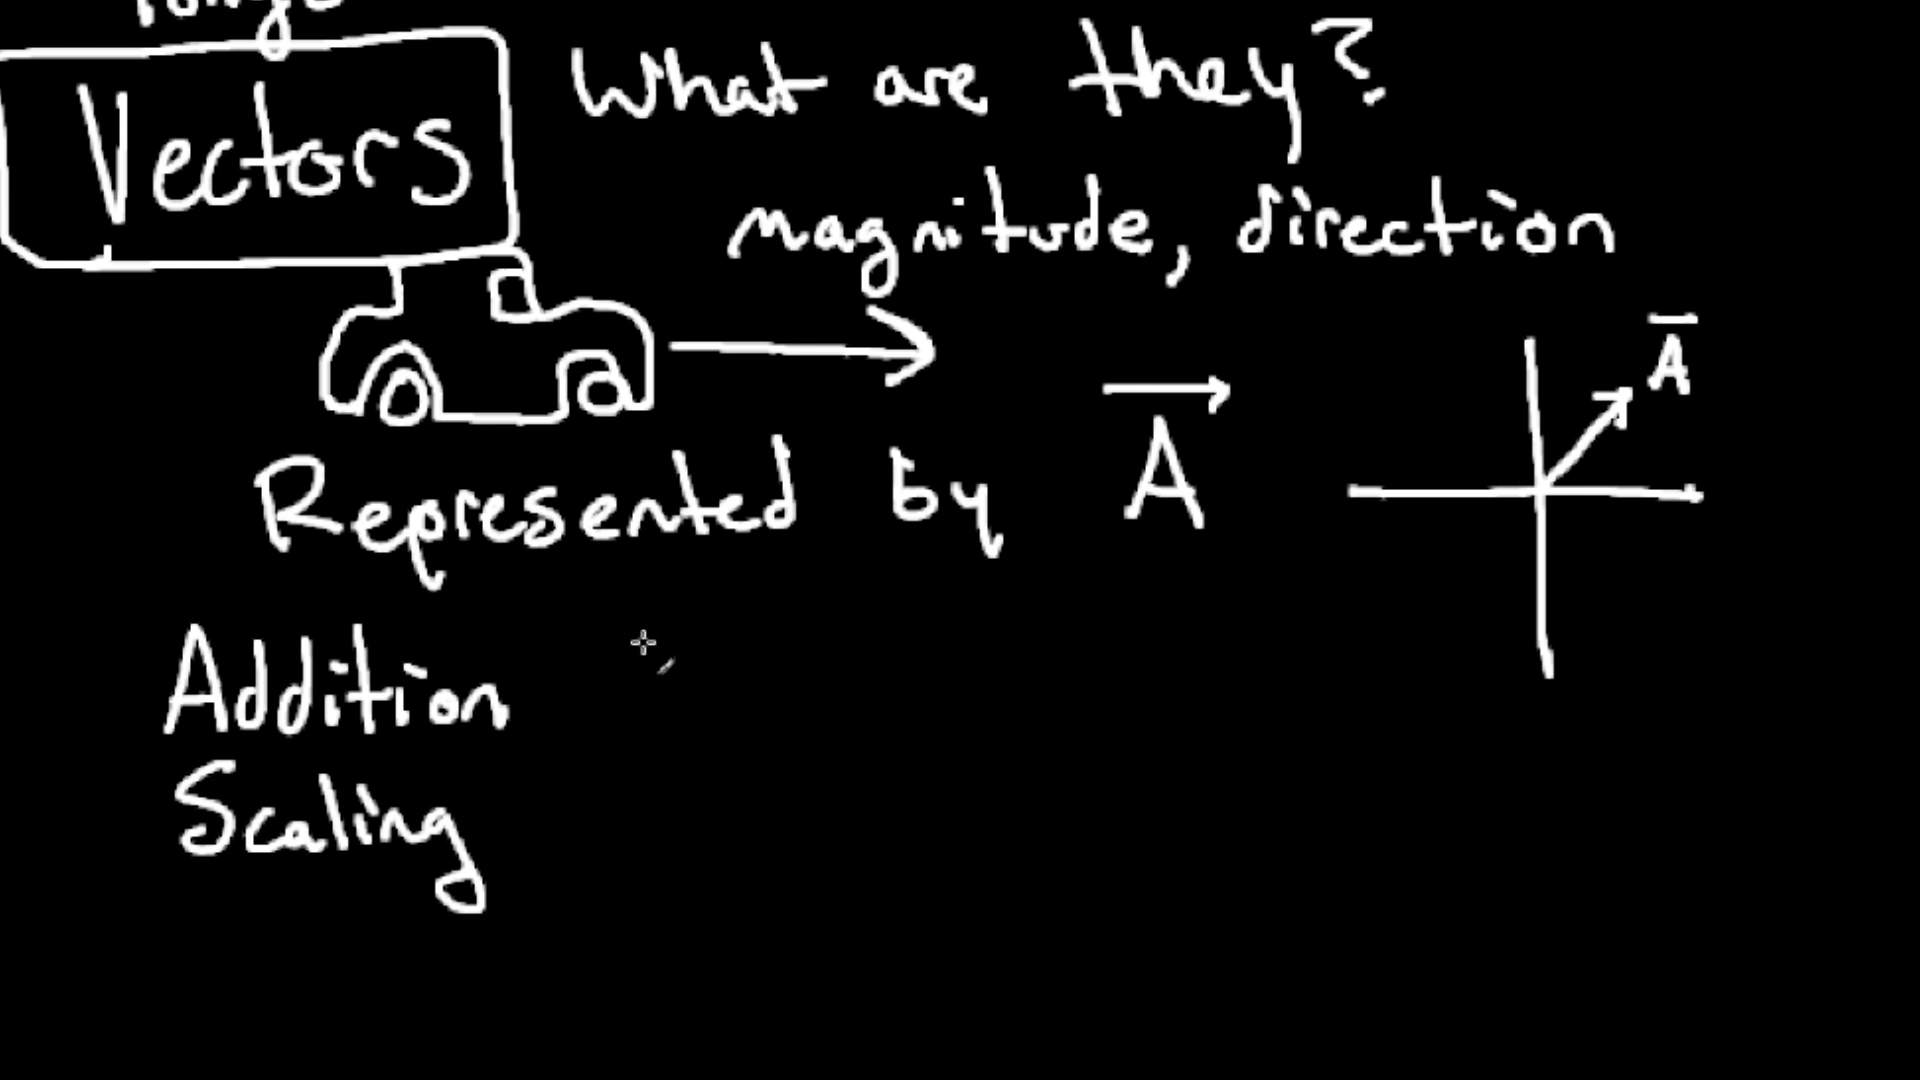 Vectors What are they?
magnitude, direction
Represented by A
A
Addition
Scaling